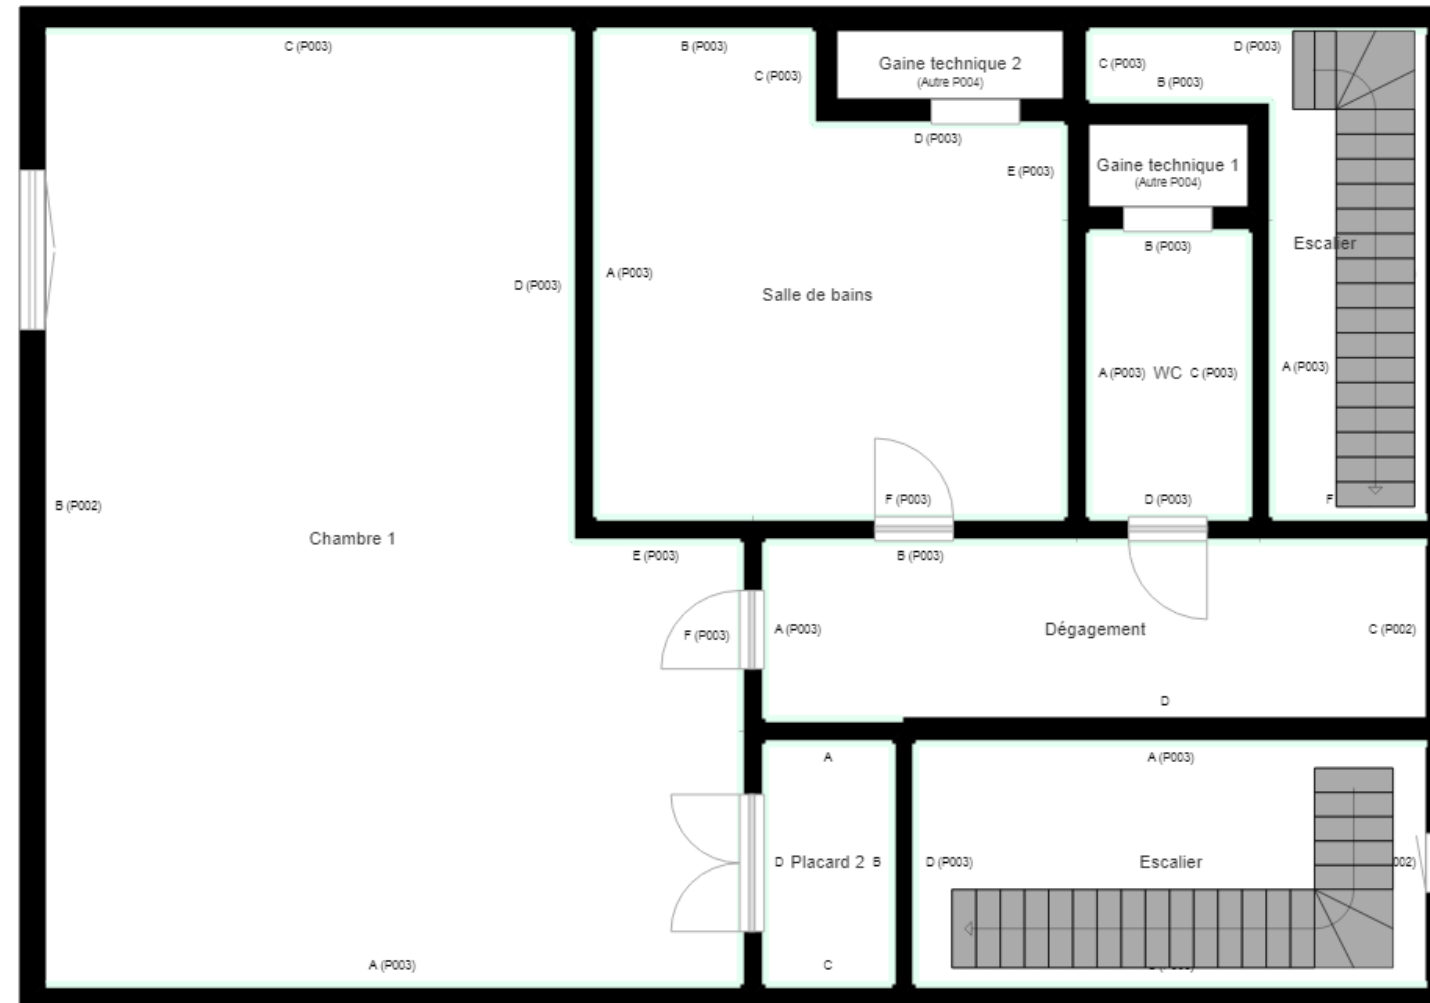 C (P003)
B (P003)
D (P003)
Gaine technique 2
(Autre P004)
C (P003)
C (P003)
B (P003)
D (P003)
E (P003)
Gaine technique 1
(Autre P004)
B (P003)
Escalier
A (P003)
D (P003)
Salle de bains
A (P003)
A (P003) WC C (P003)
B (P002)
F (P003)
D (P003)
F
Chambre 1
E (P003)
B (P003)
F (P003)
A (P003)
Dégagement
C (P002)
D
A
A (P003)
D Placard 2 B
D (P003)
Escalier
002)
A (P003)
C